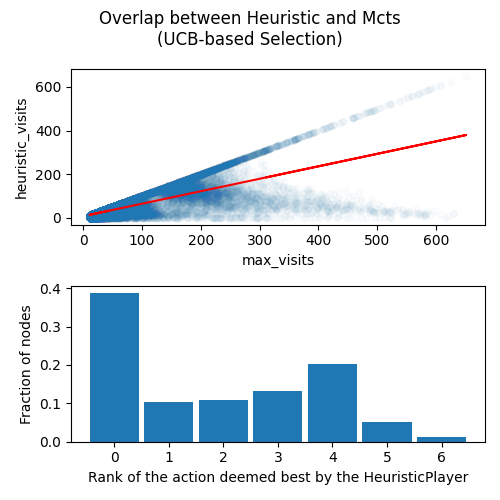 Overlap between Heuristic and Mcts
(UCB-based Selection)
600
400
200
0
heuristic_visits
0 100 200 300 400 500 600
max_visits
0.4
0.3
0.2
0.1
0.0
Fraction of nodes
0 1 2 3 4 5 6
Rank of the action deemed best by the HeuristicPlayer